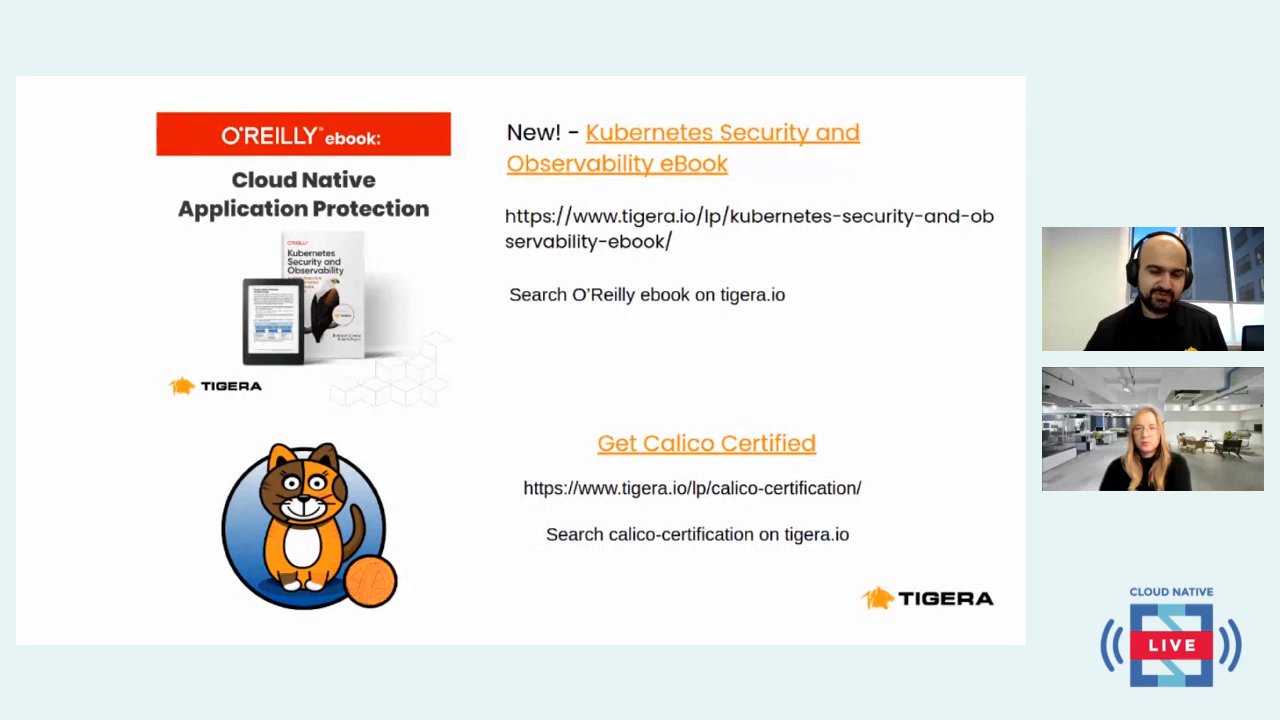 O'REILLY® ebook:
Cloud Native
Application Protection
O'REILLY
Kubernetes
Security and
Observability
TIGERA
New! - Kubernetes Security and
Observability eBook
https://www.tigera.io/lp/kubernetes-security-and-ob
servability-ebook/
Search O'Reilly ebook on tigera.io
Get Calico Certified
https://www.tigera.io/lp/calico-certification/
Search calico-certification on tigera.io
TIGERA
CLOUD NATIVE
LIVE